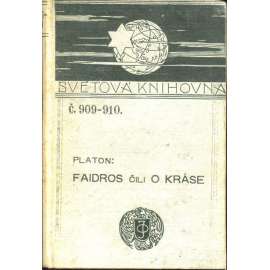 SVĚTOVÁ KNIHOVNA
Č. 909-910.
PLATON:
FAIDROS ČILI O KRÁSE